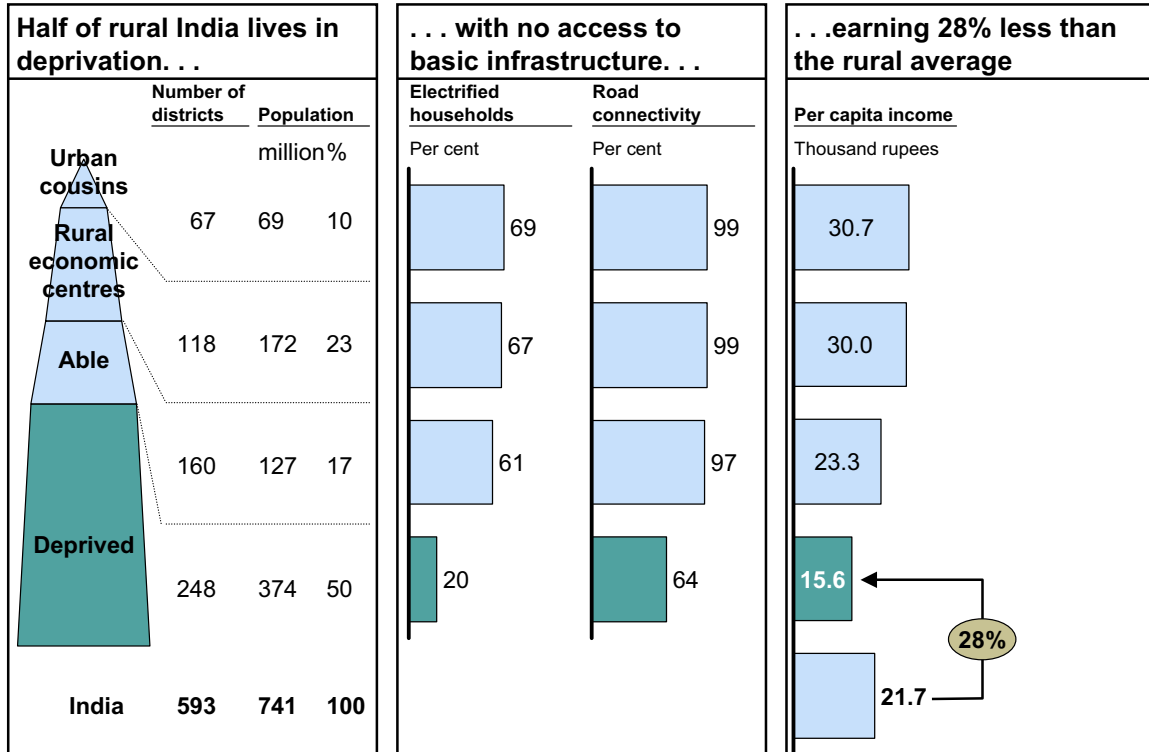 Half of rural India lives in
deprivation. . .
Number of
districts
Population
million %
Urban
cousins
67 69 10
Rural
economic
centres
118 172 23
Able
160 127 17
Deprived
248 374 50
India 593 741 100
. . . with no access to
basic infrastructure. . .
Electrified
households
Per cent
69
67
61
20
Road
connectivity
Per cent
99
99
97
64
. . .earning 28% less than
the rural average
Per capita income
Thousand rupees
30.7
30.0
23.3
15.6
28%
21.7